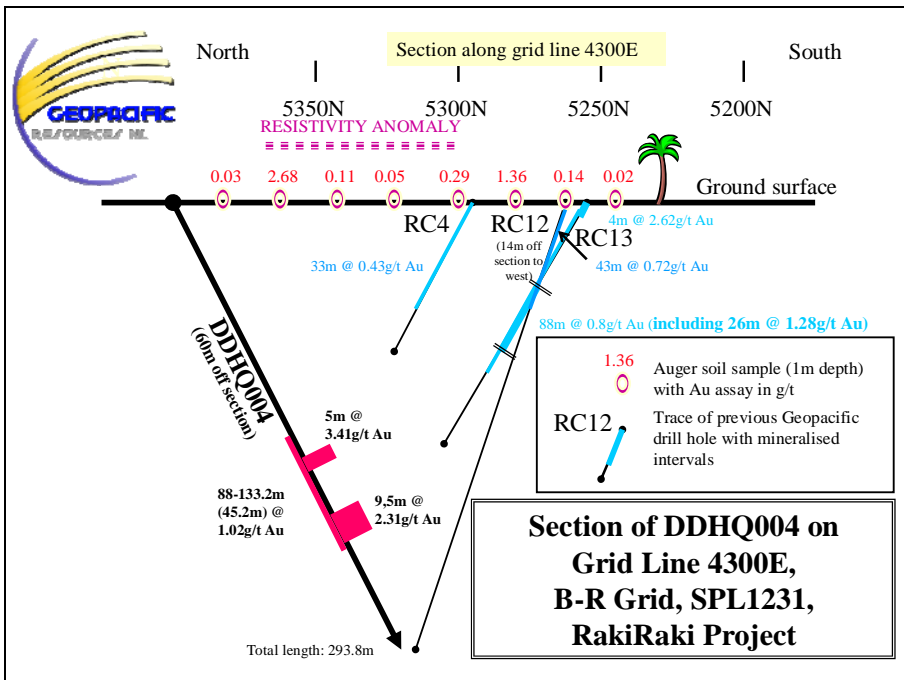 North
Section along grid line 4300E
South
GEOPACIFIC
RESOURCES NL
5350N
5300N
5250N
5200N
RESISTIVITY ANOMALY
0.03
2.68
0.11
0.05
0.29
1.36
0.14
0.02
Ground surface
RC4
RC12
(14m off
section to
west)
RC13
4m @ 2.62g/t Au
33m @ 0.43g/t Au
43m @ 0.72g/t Au
88m @ 0.8g/t Au (including 26m @ 1.28g/t Au)
DDHQ004
(60m off section)
5m @
3.41g/t Au
88-133.2m
(45.2m) @
1.02g/t Au
9,5m @
2.31g/t Au
Total length: 293.8m
1.36
Auger soil sample (1m depth)
with Au assay in g/t
RC12
Trace of previous Geopacific
drill hole with mineralised
intervals
Section of DDHQ004 on
Grid Line 4300E,
B-R Grid, SPL1231,
RakiRaki Project